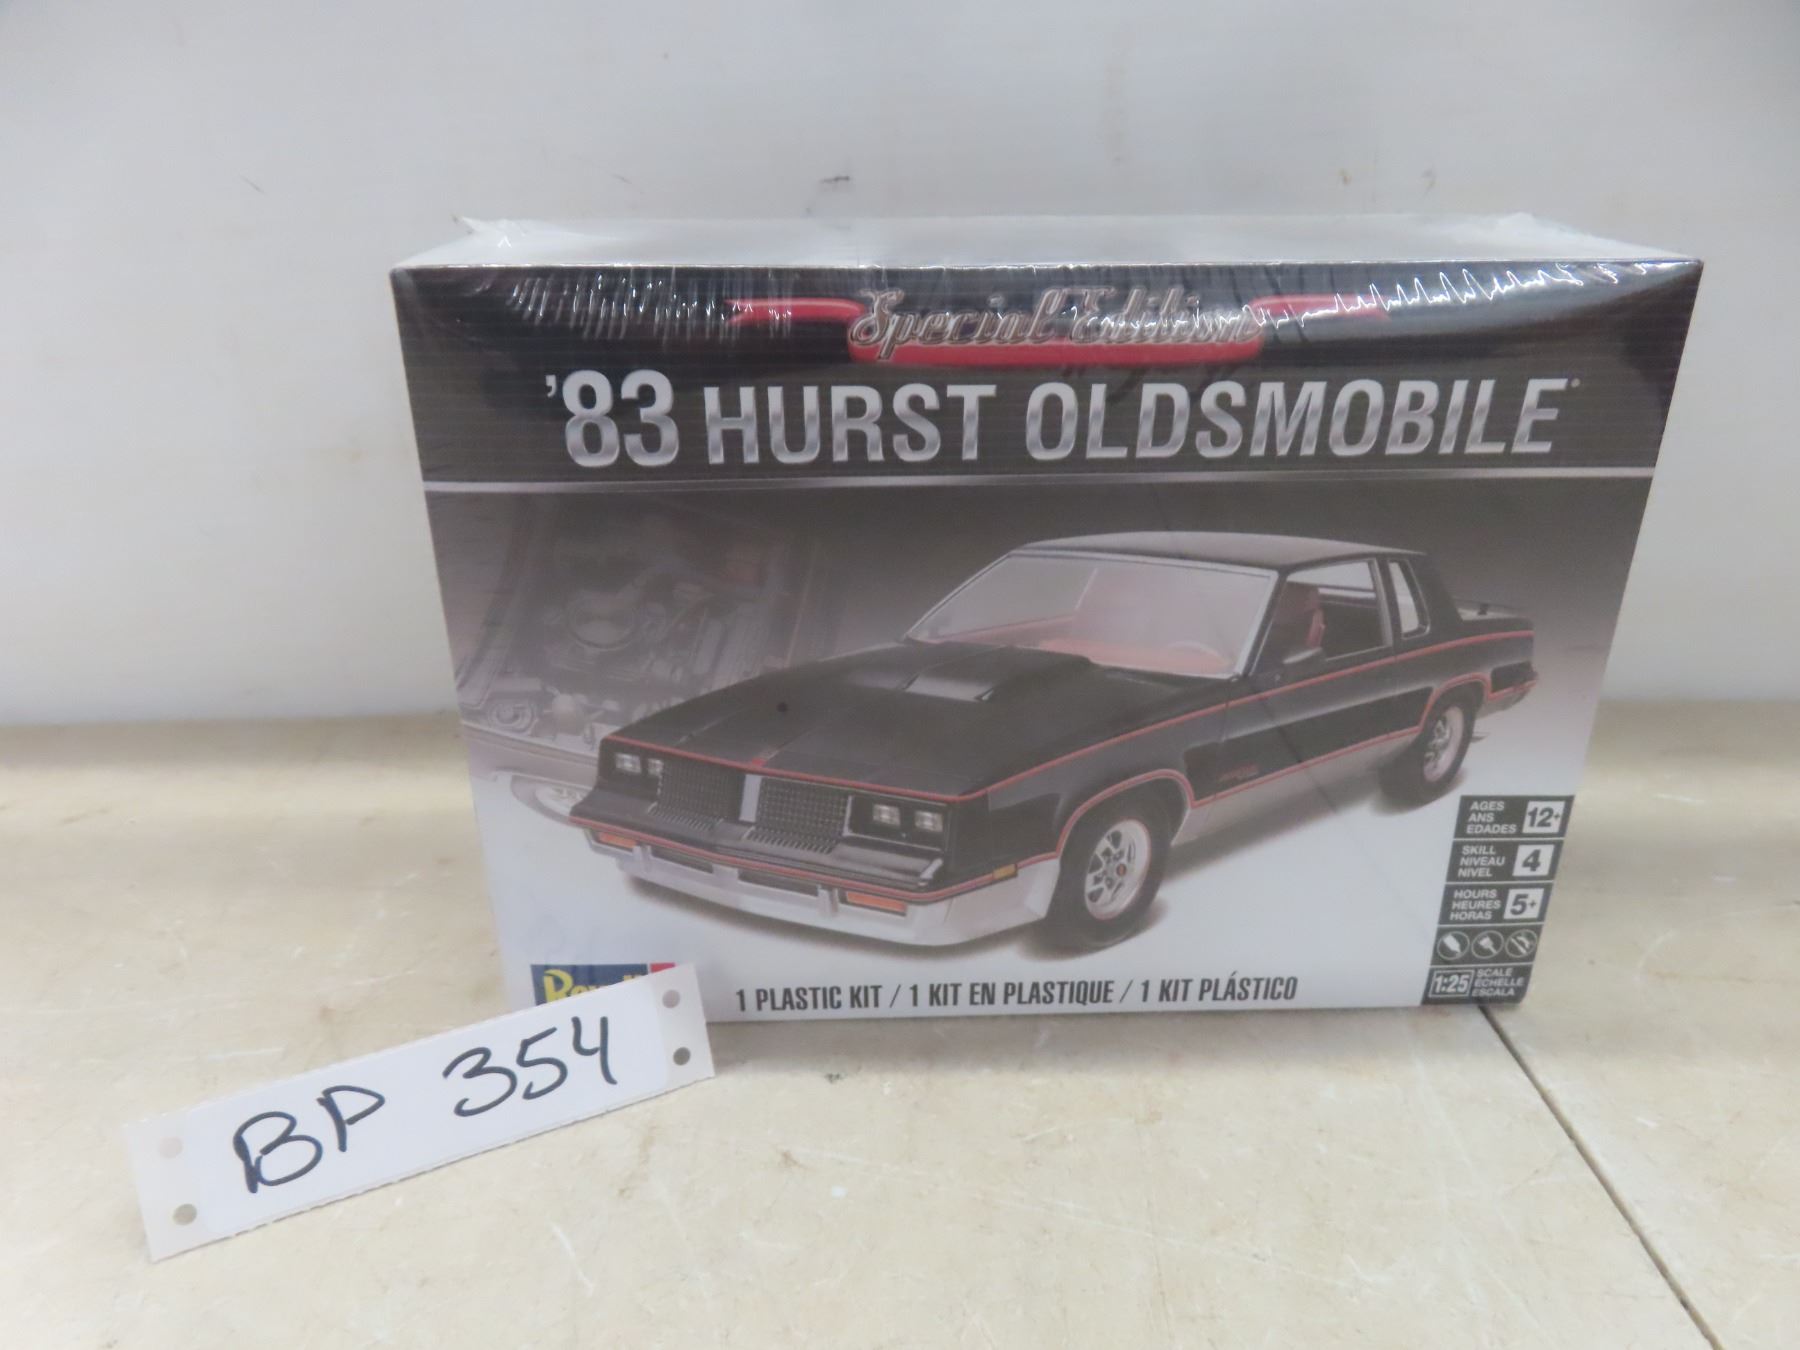 Special Edition
'83 HURST OLDSMOBILE
AGES
ANS
EDADES
12+
SKILL
NIVEAU
NIVEL
4
HOURS
HEURES
HORAS
5+
1:25
SCALE
ÉCHELLE
ESCALA
1 PLASTIC KIT / 1 KIT EN PLASTIQUE / 1 KIT PLÁSTICO
BP 354